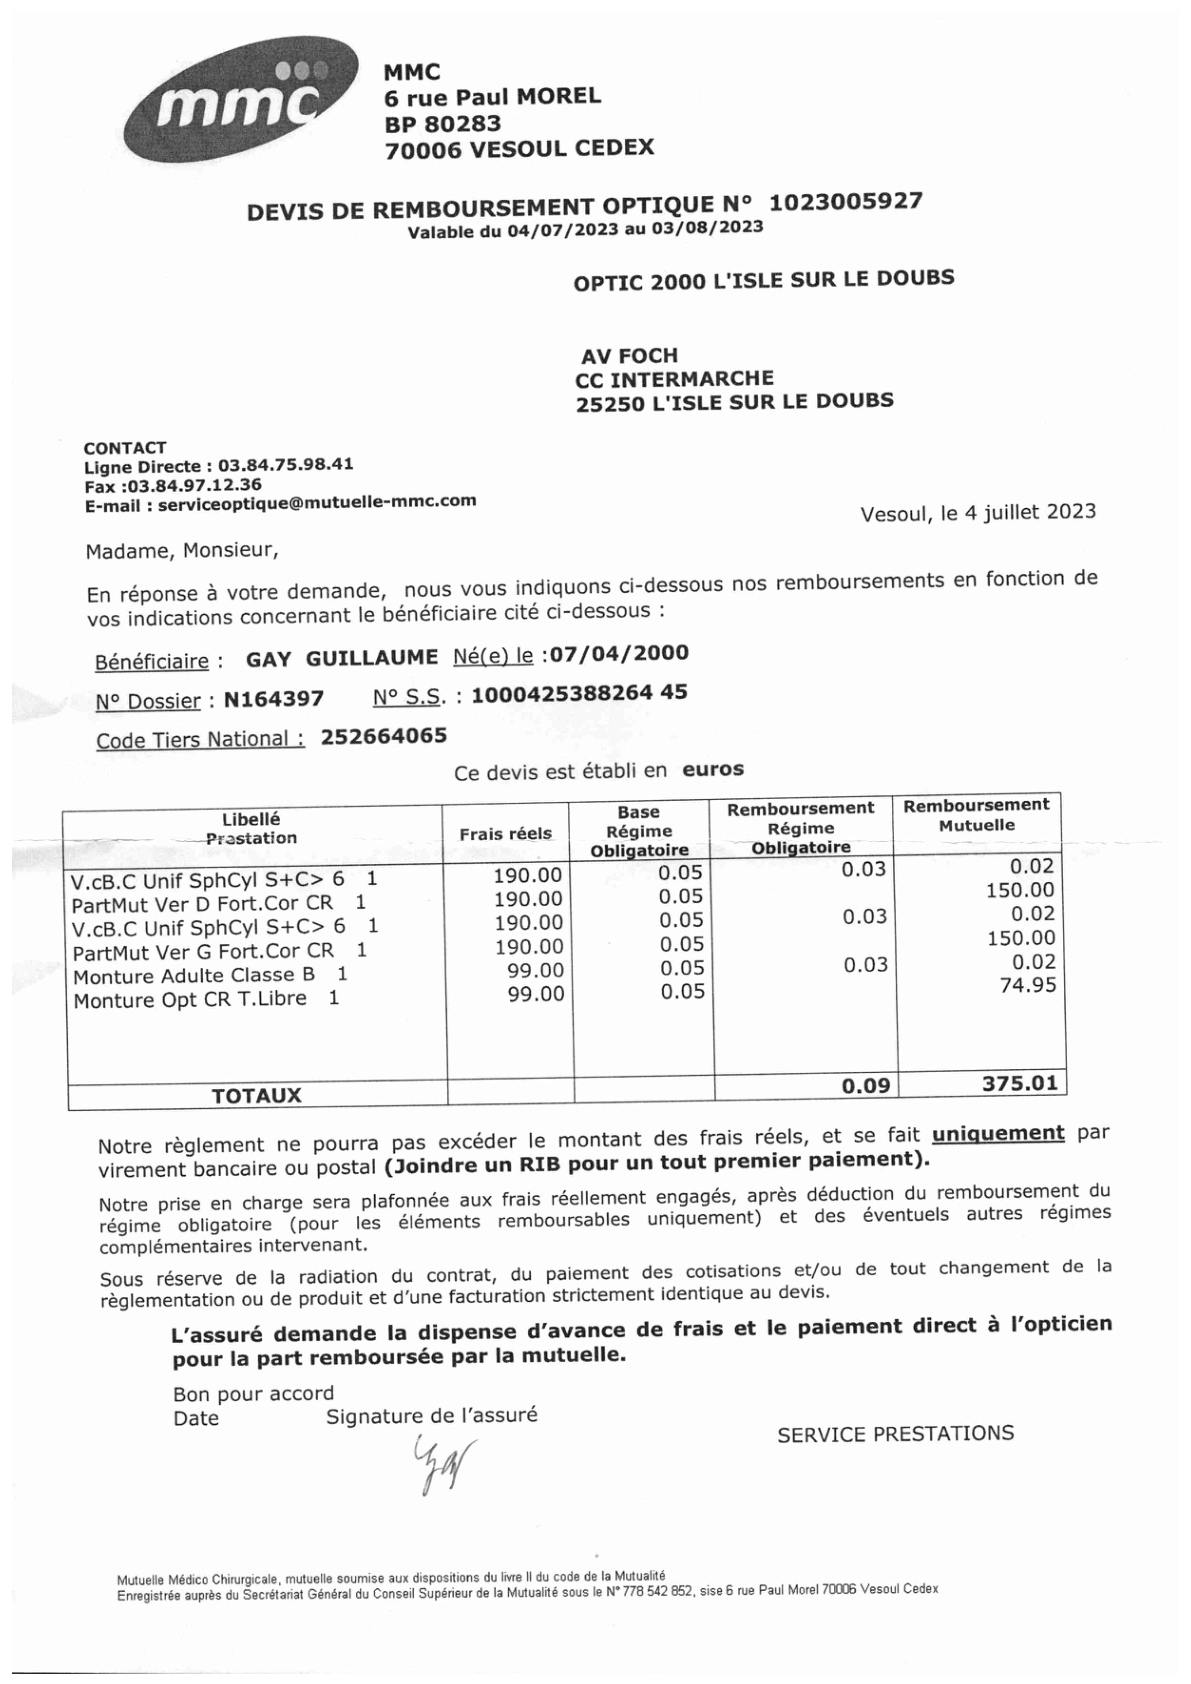 mmc
MMC
6 rue Paul MOREL
BP 80283
70006 VESOUL CEDEX
DEVIS DE REMBOURSEMENT OPTIQUE N° 1023005927
Valable du 04/07/2023 au 03/08/2023
OPTIC 2000 L'ISLE SUR LE DOUBS
AV FOCH
CC INTERMARCHE
25250 L'ISLE SUR LE DOUBS
CONTACT
Ligne Directe : 03.84.75.98.41
Fax :03.84.97.12.36
E-mail : serviceoptique@mutuelle-mmc.com
Vesoul, le 4 juillet 2023
Madame, Monsieur,
En réponse à votre demande, nous vous indiquons ci-dessous nos remboursements en fonction de
vos indications concernant le bénéficiaire cité ci-dessous :
Bénéficiaire : GAY GUILLAUME Né(e) le :07/04/2000
N° Dossier : N164397 N° S.S. : 1000425388264 45
Code Tiers National : 252664065
Ce devis est établi en euros
Libellé Prestation Frais réels Base Régime Obligatoire Remboursement Régime Obligatoire Remboursement Mutuelle
V.cB.C Unif SphCyl S+C> 6 1 190.00 0.05 0.03 0.02
PartMut Ver D Fort.Cor CR 1 190.00 0.05 150.00
V.cB.C Unif SphCyl S+C> 6 1 190.00 0.05 0.03 0.02
PartMut Ver G Fort.Cor CR 1 190.00 0.05 150.00
Monture Adulte Classe B 1 99.00 0.05 0.03 0.02
Monture Opt CR T.Libre 1 99.00 0.05 74.95
TOTAUX 0.09 375.01
Notre règlement ne pourra pas excéder le montant des frais réels, et se fait uniquement par
virement bancaire ou postal (Joindre un RIB pour un tout premier paiement).
Notre prise en charge sera plafonnée aux frais réellement engagés, après déduction du remboursement du
régime obligatoire (pour les éléments remboursables uniquement) et des éventuels autres régimes
complémentaires intervenant.
Sous réserve de la radiation du contrat, du paiement des cotisations et/ou de tout changement de la
règlementation ou de produit et d'une facturation strictement identique au devis.
L'assuré demande la dispense d'avance de frais et le paiement direct à l'opticien
pour la part remboursée par la mutuelle.
Bon pour accord
Date Signature de l'assuré
SERVICE PRESTATIONS
Mutuelle Médico Chirurgicale, mutuelle soumise aux dispositions du livre II du code de la Mutualité
Enregistrée auprès du Secrétariat Général du Conseil Supérieur de la Mutualité sous le N° 778 542 852, sise 6 rue Paul Morel 70006 Vesoul Cedex